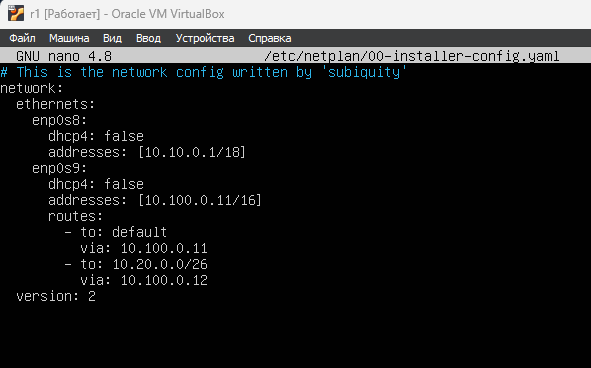 r1 [Работает] - Oracle VM VirtualBox
Файл Машина Вид Ввод Устройства Справка
GNU nano 4.8 /etc/netplan/00-installer-config.yaml
# This is the network config written by 'subiquity'
network:
  ethernets:
    enp0s8:
      dhcp4: false
      addresses: [10.10.0.1/18]
    enp0s9:
      dhcp4: false
      addresses: [10.100.0.11/16]
      routes:
        - to: default
          via: 10.100.0.11
        - to: 10.20.0.0/26
          via: 10.100.0.12
  version: 2